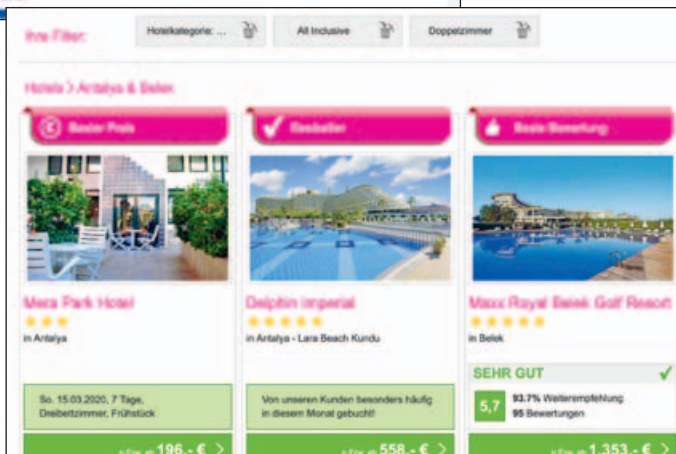 Ihre Filter:
Hotelkategorie: ...
All Inclusive
Doppelzimmer
Hotels > Antalya & Belek
Bester Preis
Bestseller
Beste Bewertung
Mera Park Hotel
in Antalya
So. 15.03.2020, 7 Tage,
Dreibettzimmer, Frühstück
196,- € >
Delphin Imperial
in Antalya - Lara Beach Kundu
Von unseren Kunden besonders häufig
in diesem Monat gebucht!
558,- € >
Maxx Royal Belek Golf Resort
in Belek
SEHR GUT
5,7
93.7% Weiterempfehlung
95 Bewertungen
1.353,- € >